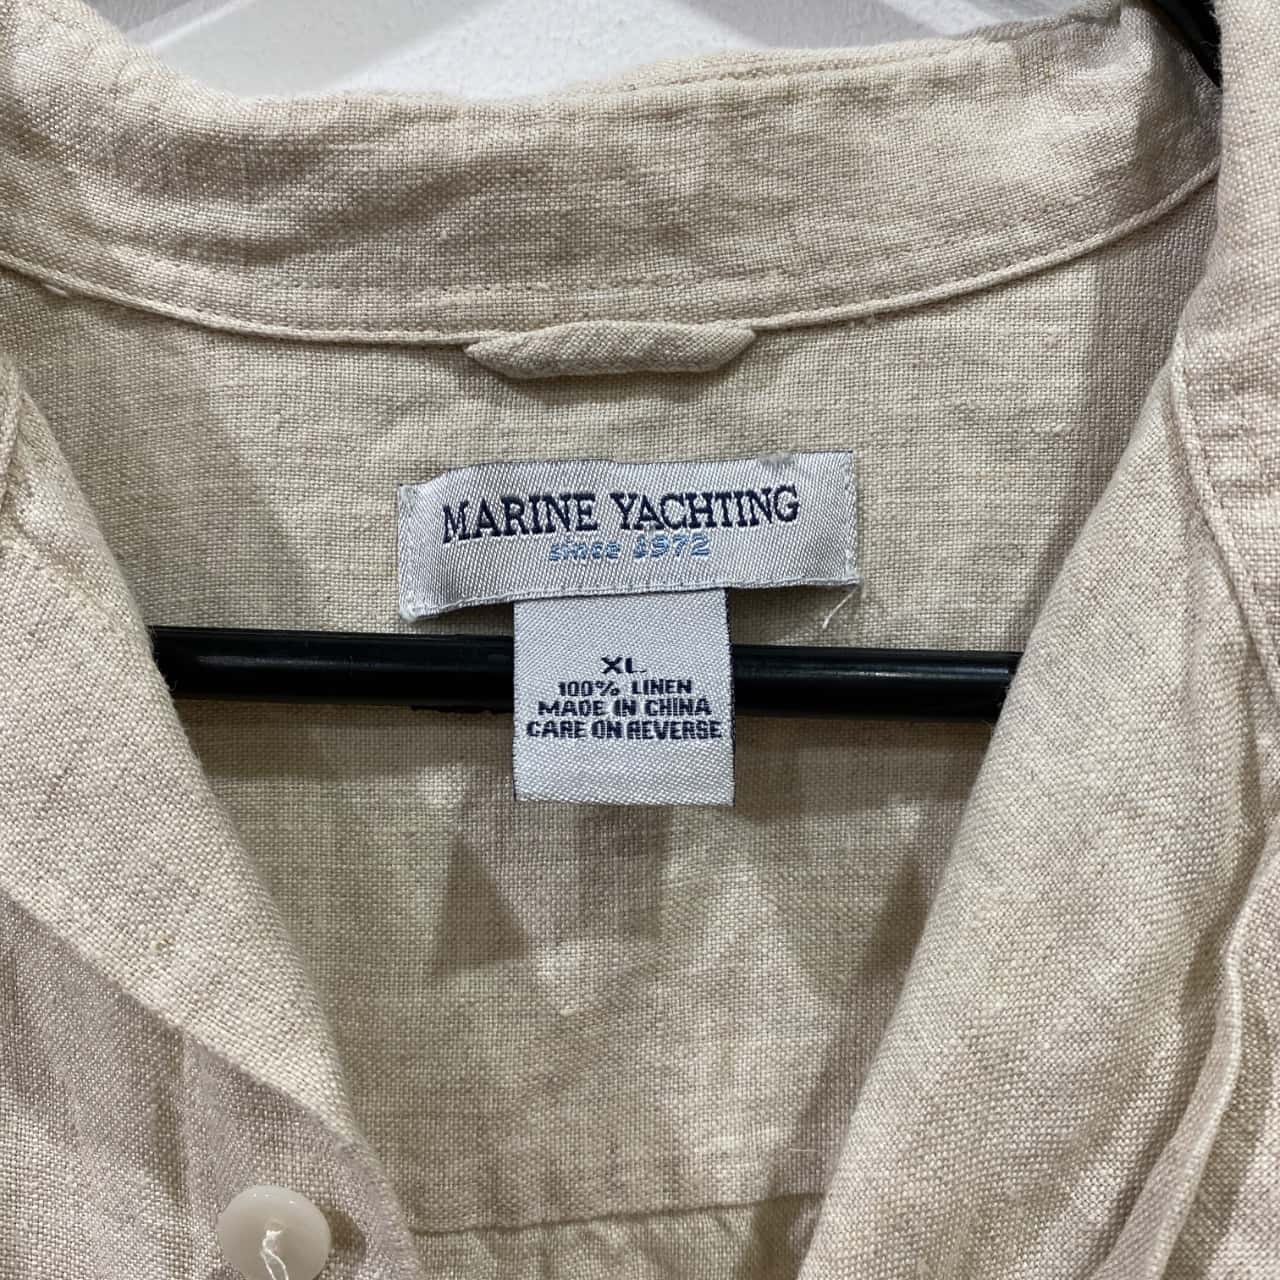 MARINE YACHTING
since 1972
XL
100% LINEN
MADE IN CHINA
CARE ON REVERSE